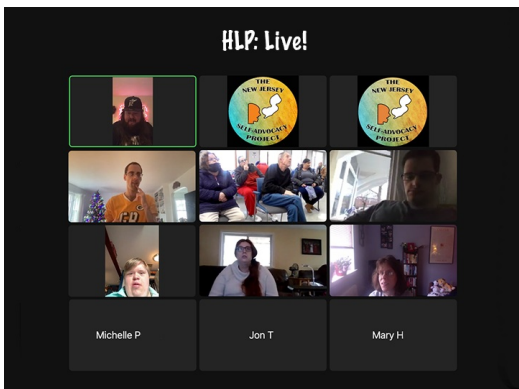 HLP: Live!
THE
NEW JERSEY
SELF-ADVOCACY
PROJECT
THE
NEW JERSEY
SELF-ADVOCACY
PROJECT
Michelle P
Jon T
Mary H